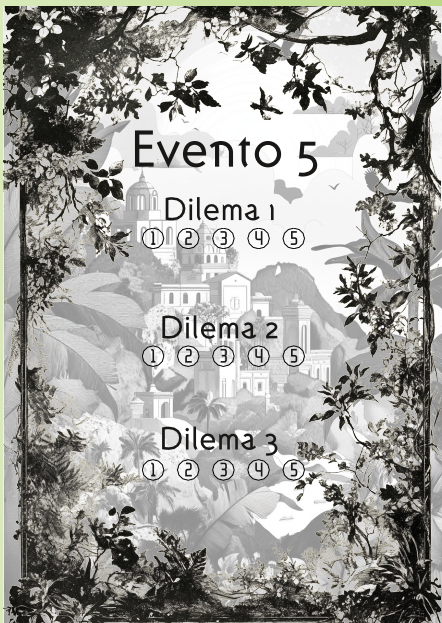 Evento 5
Dilema 1
① ② ③ ④ ⑤
Dilema 2
① ② ③ ④ ⑤
Dilema 3
① ② ③ ④ ⑤